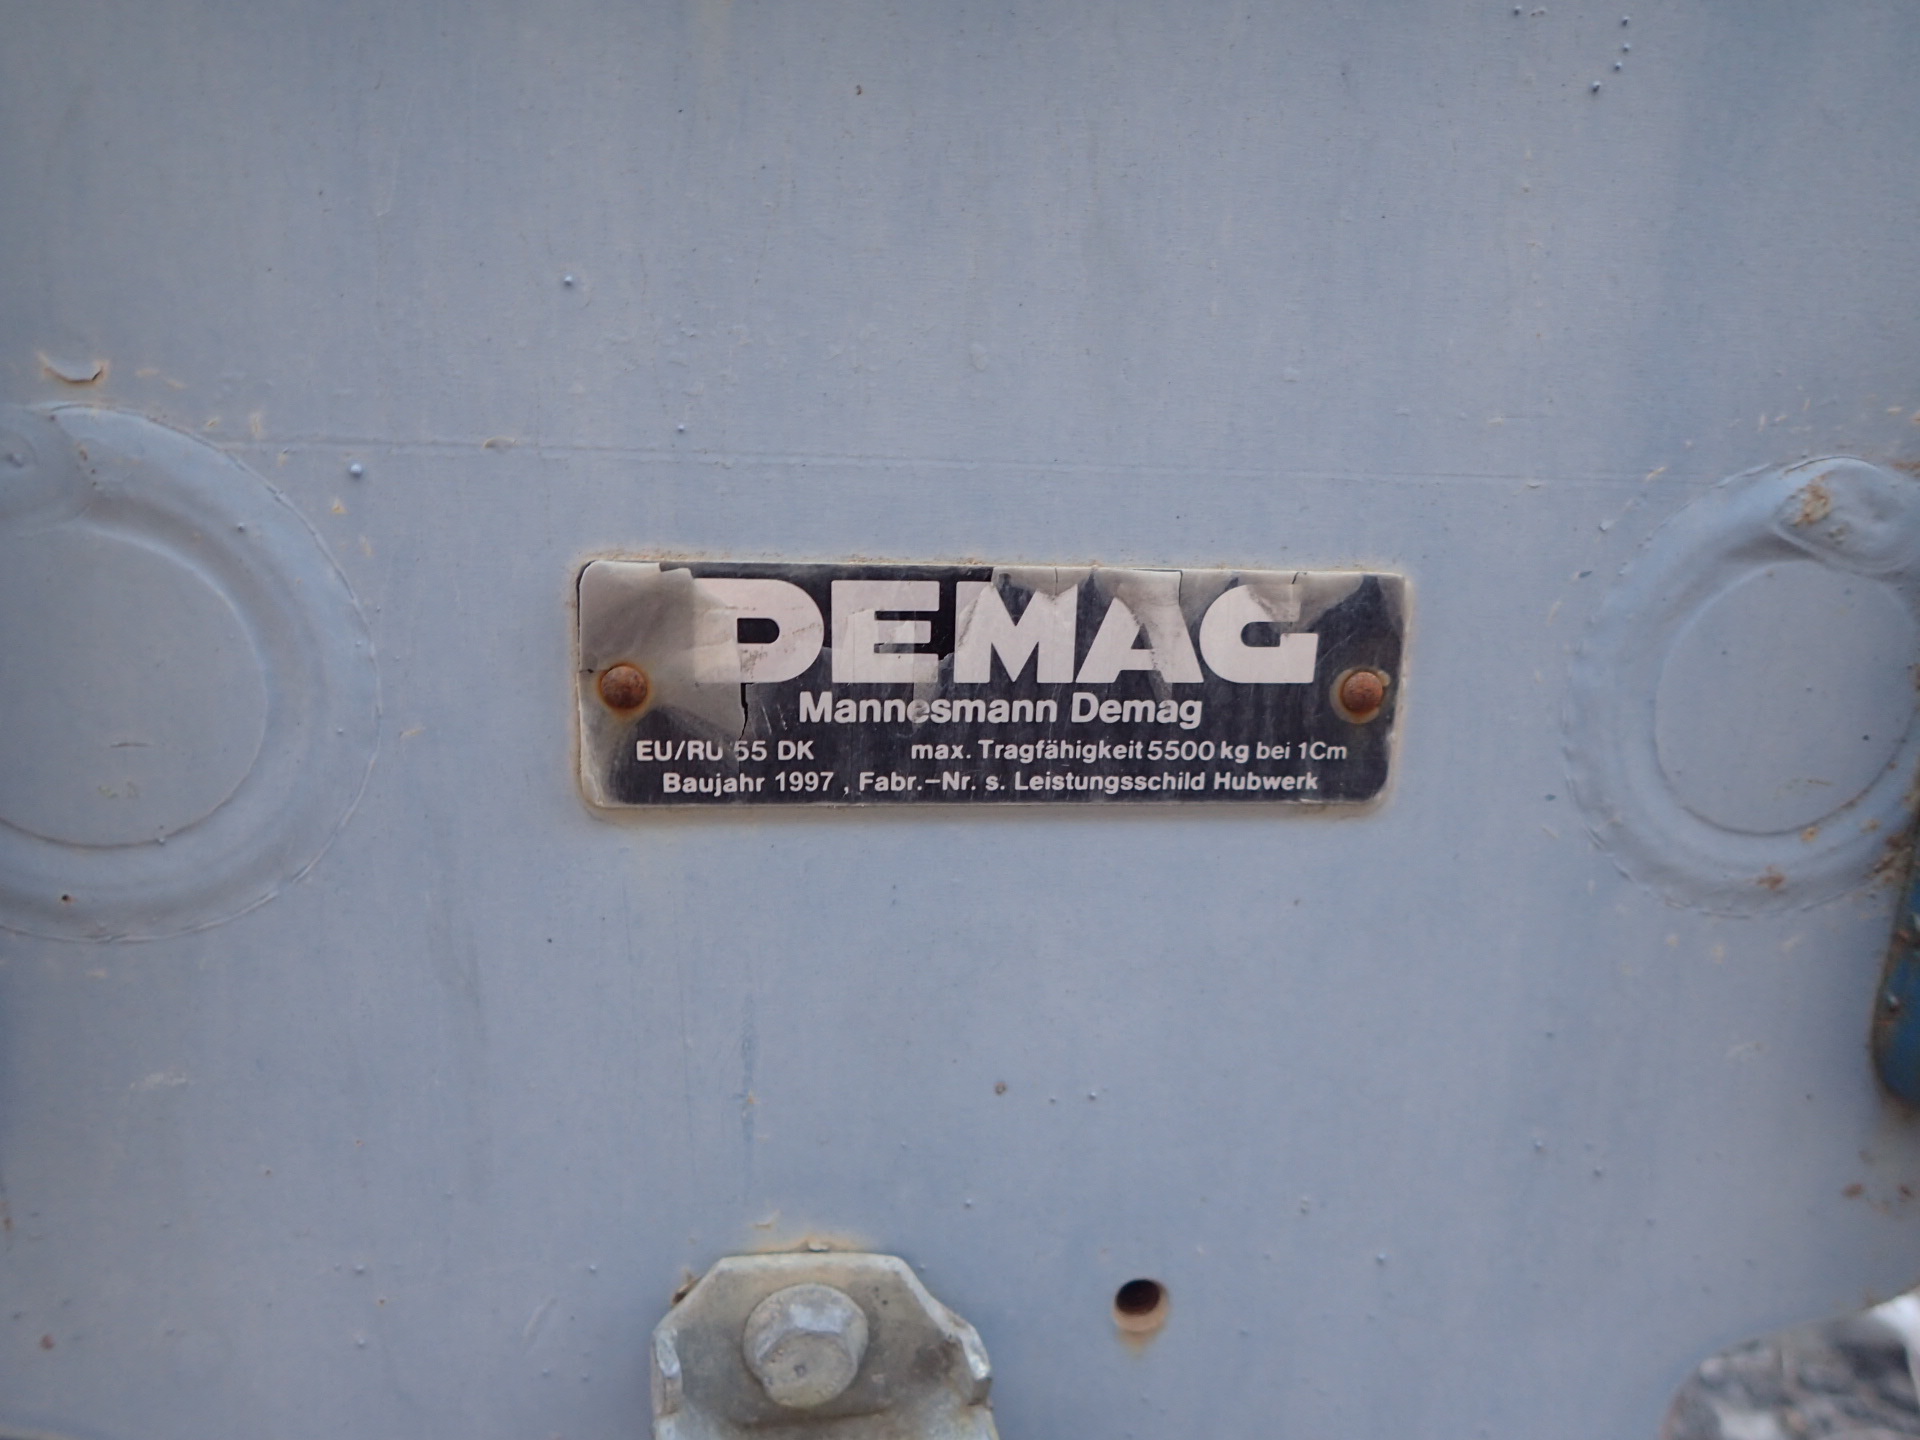 DEMAG
Mannesmann Demag
EU/RU 55 DK max. Tragfähigkeit 5500 kg bei 1Cm
Baujahr 1997 , Fabr.-Nr. s. Leistungsschild Hubwerk